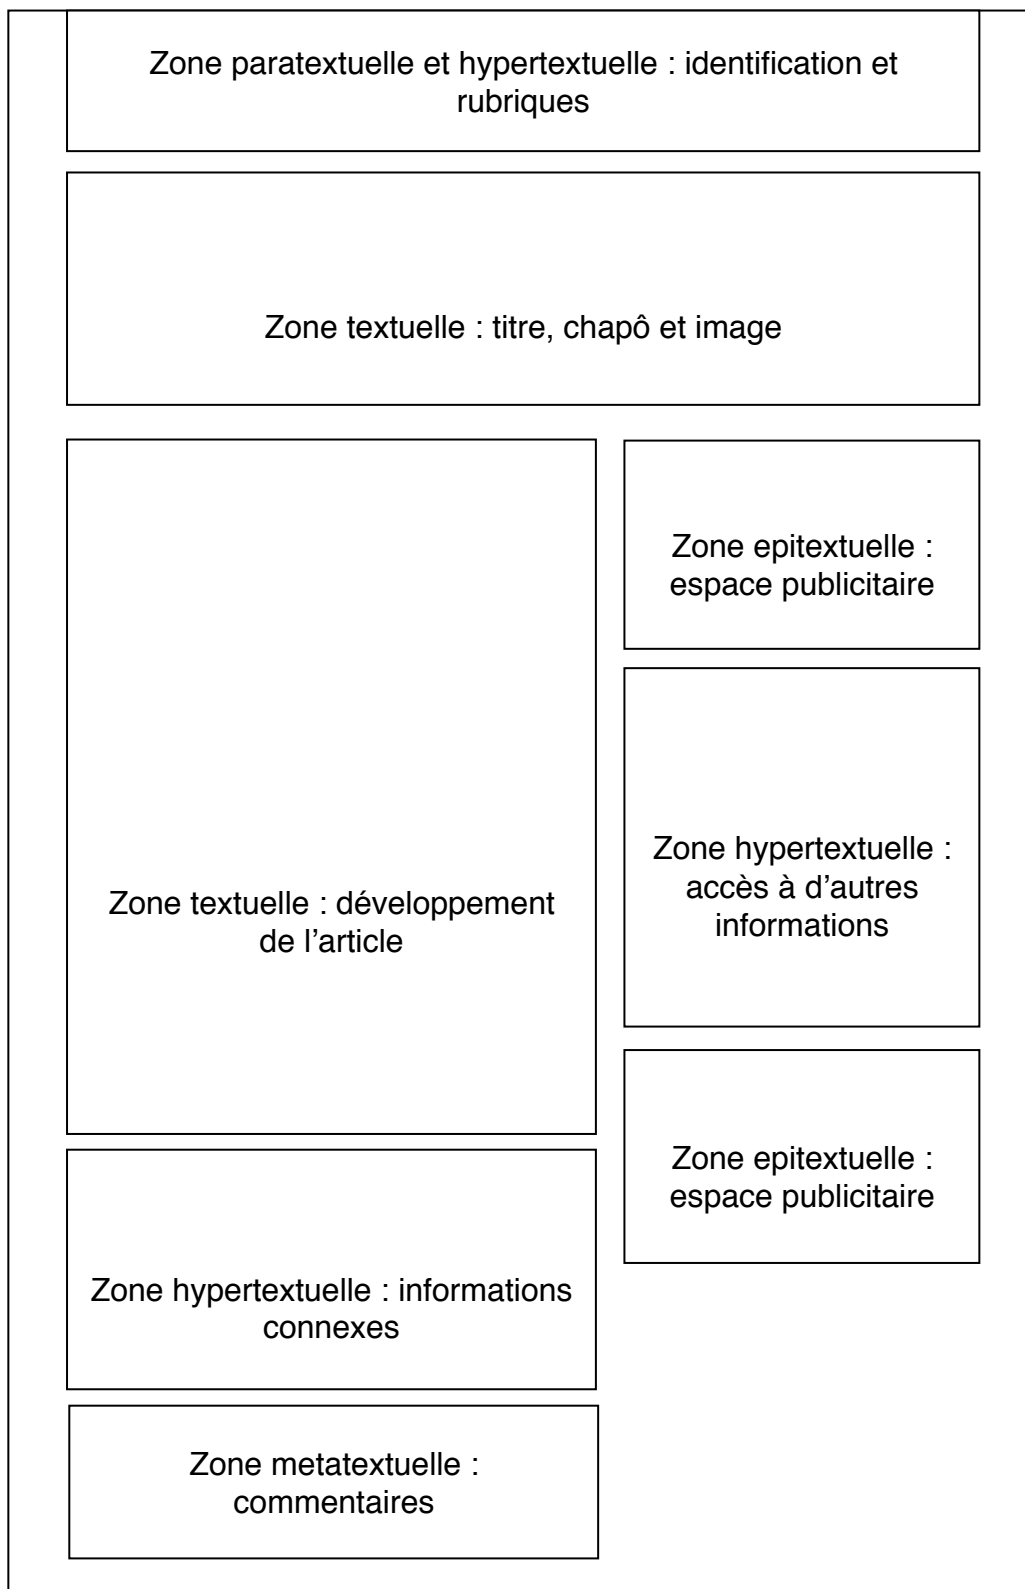 Zone paratextuelle et hypertextuelle : identification et
rubriques
Zone textuelle : titre, chapô et image
Zone textuelle : développement
de l’article
Zone epitextuelle :
espace publicitaire
Zone hypertextuelle :
accès à d’autres
informations
Zone epitextuelle :
espace publicitaire
Zone hypertextuelle : informations
connexes
Zone metatextuelle :
commentaires